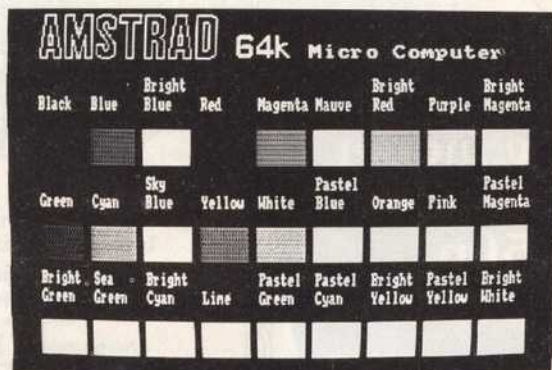 AMSTRAD 64k Micro Computer
Black Blue Bright Blue Red Magenta Mauve Bright Red Purple Bright Magenta
Green Cyan Sky Blue Yellow White Pastel Blue Orange Pink Pastel Magenta
Bright Green Sea Green Bright Cyan Lime Pastel Green Pastel Cyan Bright Yellow Pastel Yellow Bright White